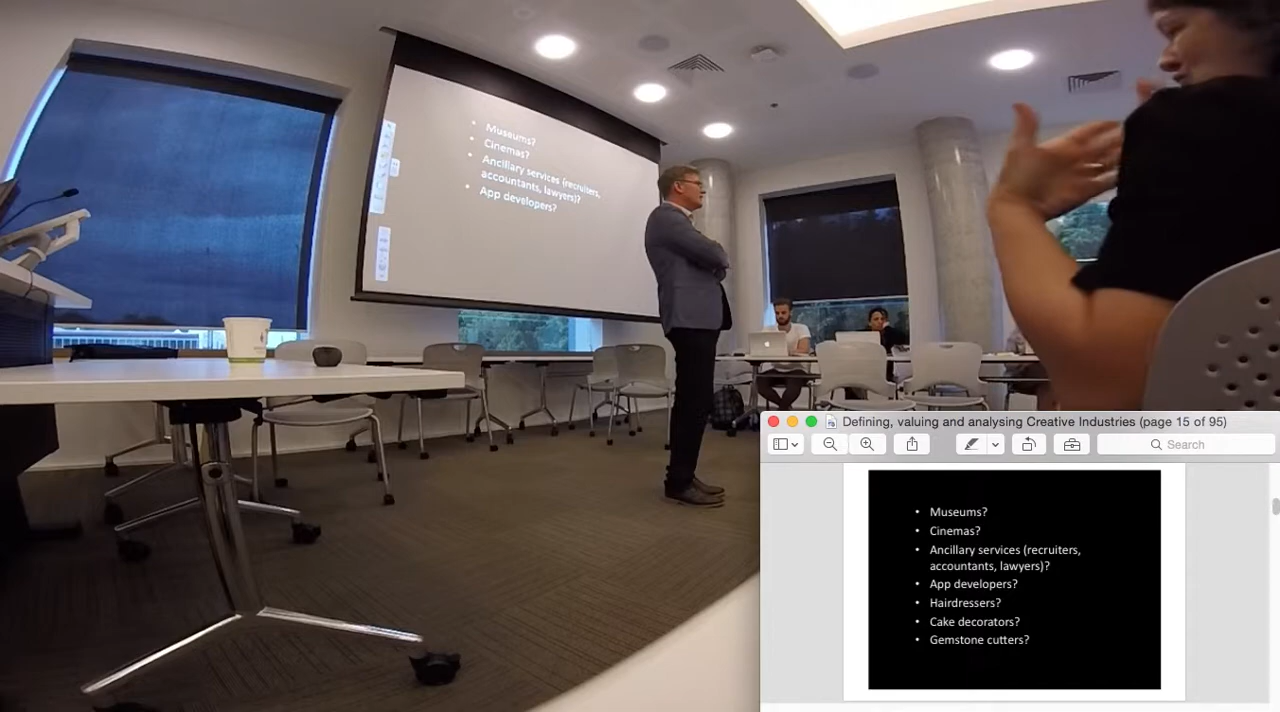 • Museums?
• Cinemas?
• Ancillary services (recruiters,
accountants, lawyers)?
• App developers?
Defining, valuing and analysing Creative Industries (page 15 of 95)
Search
• Museums?
• Cinemas?
• Ancillary services (recruiters,
accountants, lawyers)?
• App developers?
• Hairdressers?
• Cake decorators?
• Gemstone cutters?